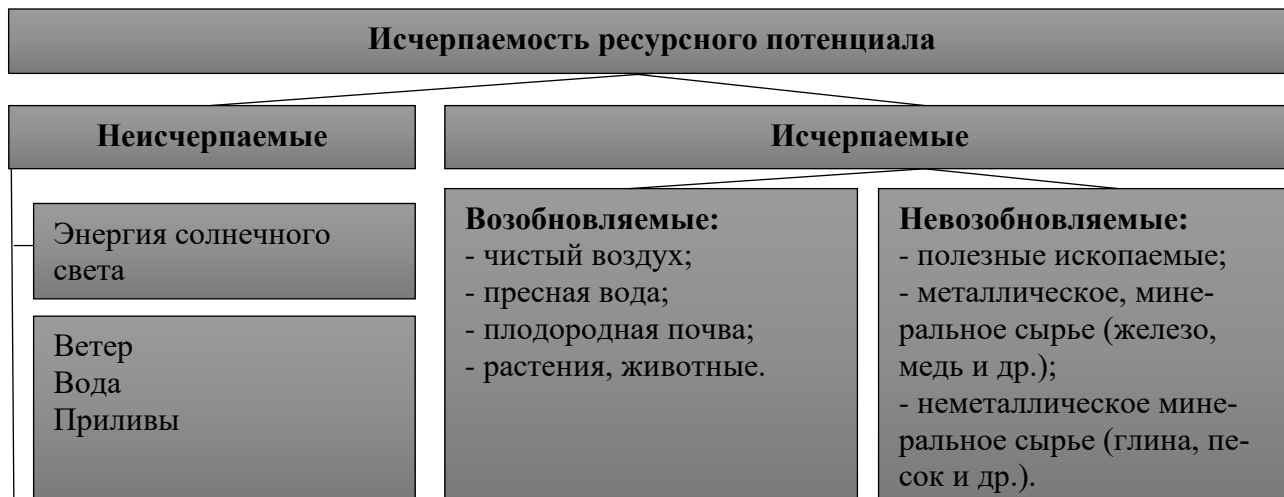 Исчерпаемость ресурсного потенциала
Неисчерпаемые
Исчерпаемые
Энергия солнечного
света
Ветер
Вода
Приливы
Возобновляемые:
- чистый воздух;
- пресная вода;
- плодородная почва;
- растения, животные.
Невозобновляемые:
- полезные ископаемые;
- металлическое, мине-
ральное сырье (железо,
медь и др.);
- неметаллическое мине-
ральное сырье (глина, пе-
сок и др.).